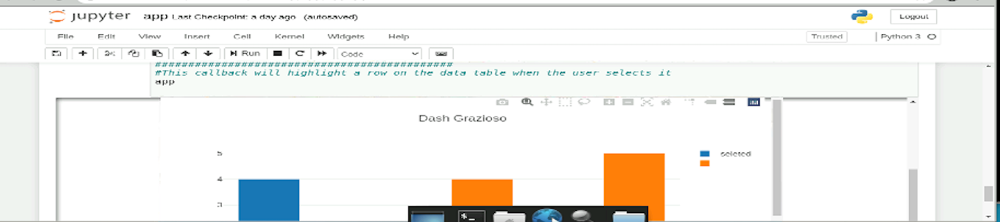 jupyter app Last Checkpoint: a day ago (autosaved) Logout
File Edit View Insert Cell Kernel Widgets Help Trusted Python 3
Run Code
############################################
#This callback will highlight a row on the data table when the user selects it
app
Dash Grazioso
5
seleted
4
3